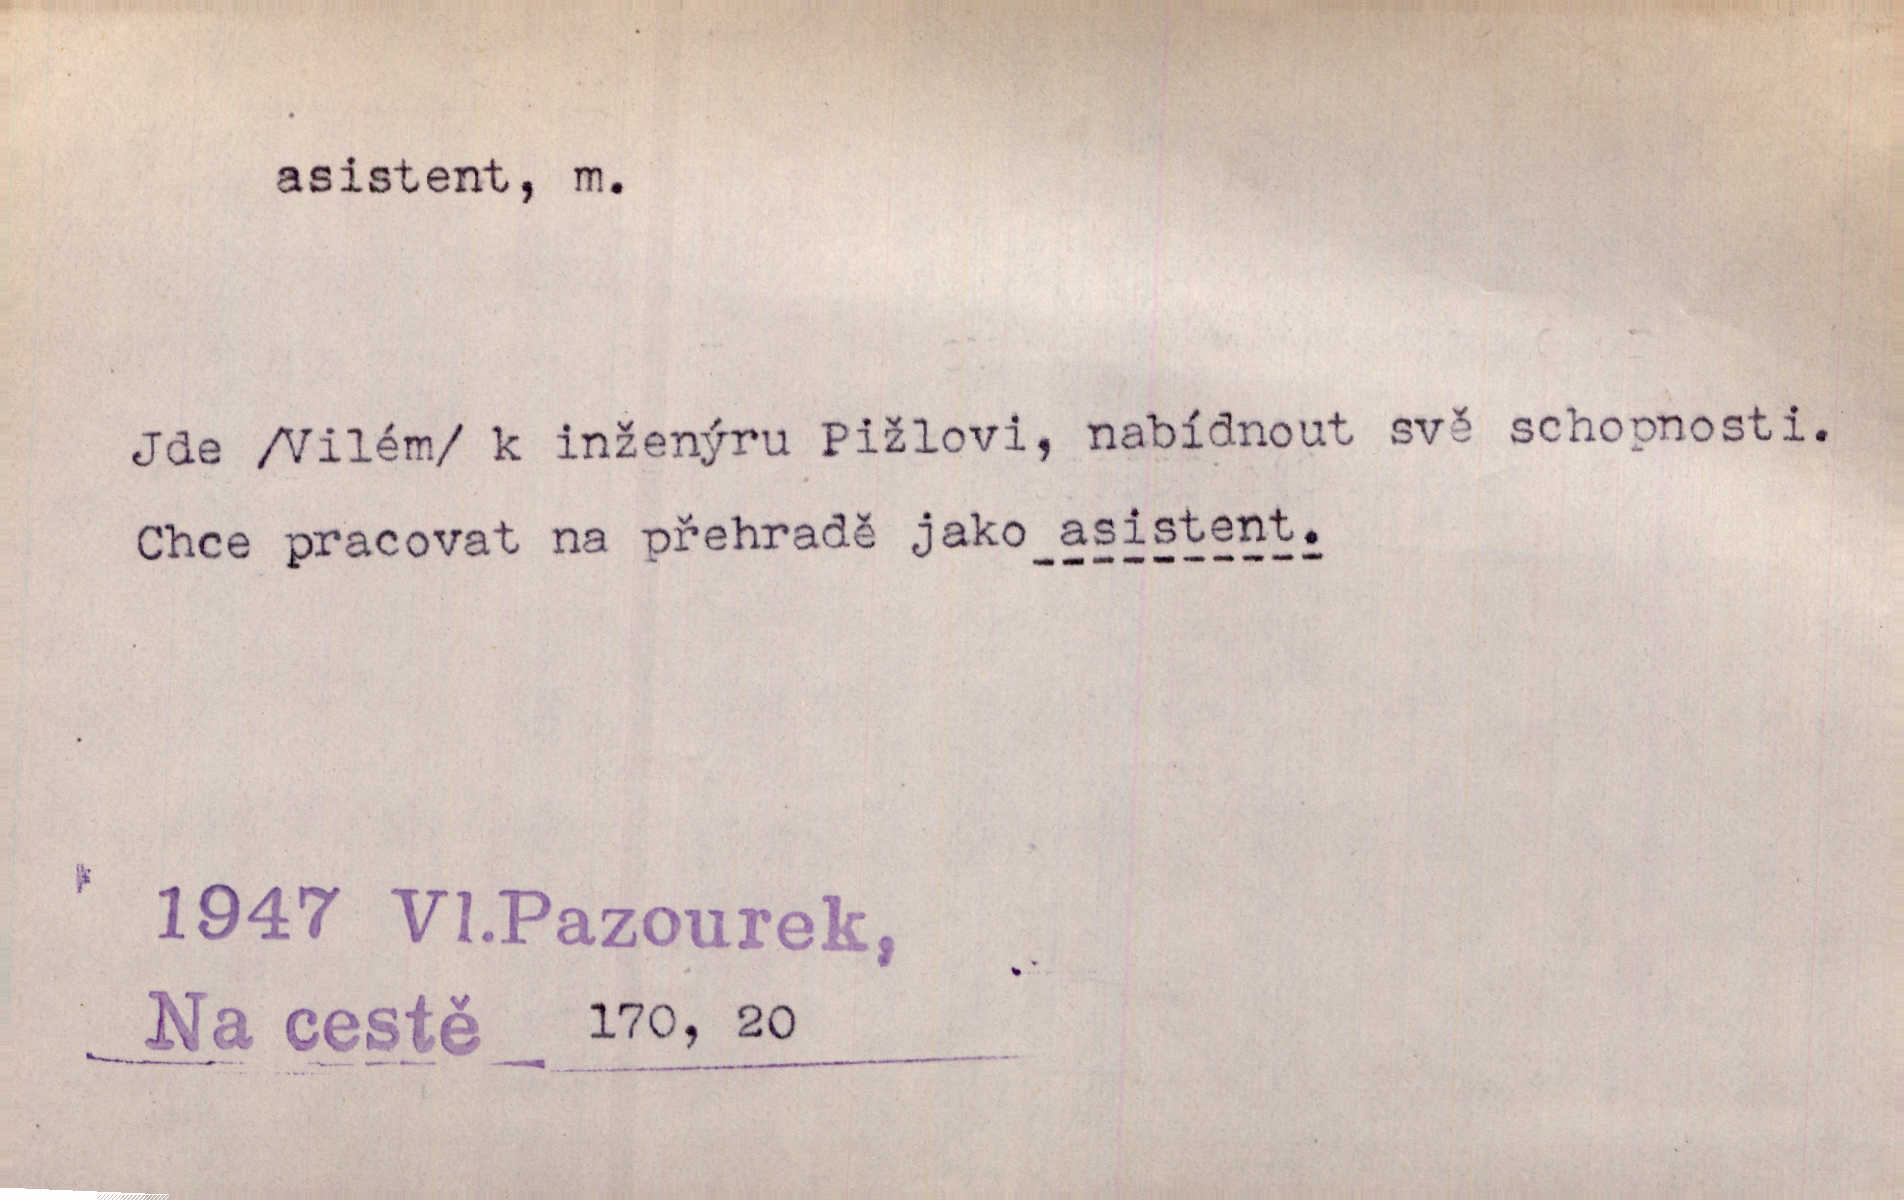 asistent, m.
Jde /Vilém/ k inženýru Pižlovi, nabídnout svě schopnosti.
Chce pracovat na přehradě jako asistent.
1947 Vl.Pazourek,
Na cestě 170, 20